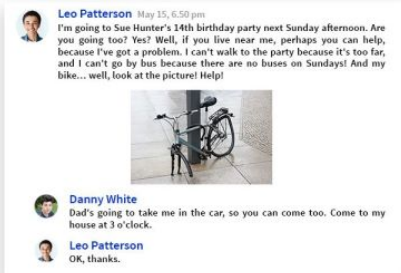 Leo Patterson May 15, 6.50 pm
I'm going to Sue Hunter's 14th birthday party next Sunday afternoon. Are
you going too? Yes? Well, if you live near me, perhaps you can help,
because I've got a problem. I can't walk to the party because it's too far,
and I can't go by bus because there are no buses on Sundays! And my
bike... well, look at the picture! Help!
Danny White
Dad's going to take me in the car, so you can come too. Come to my
house at 3 o'clock.
Leo Patterson
OK, thanks.